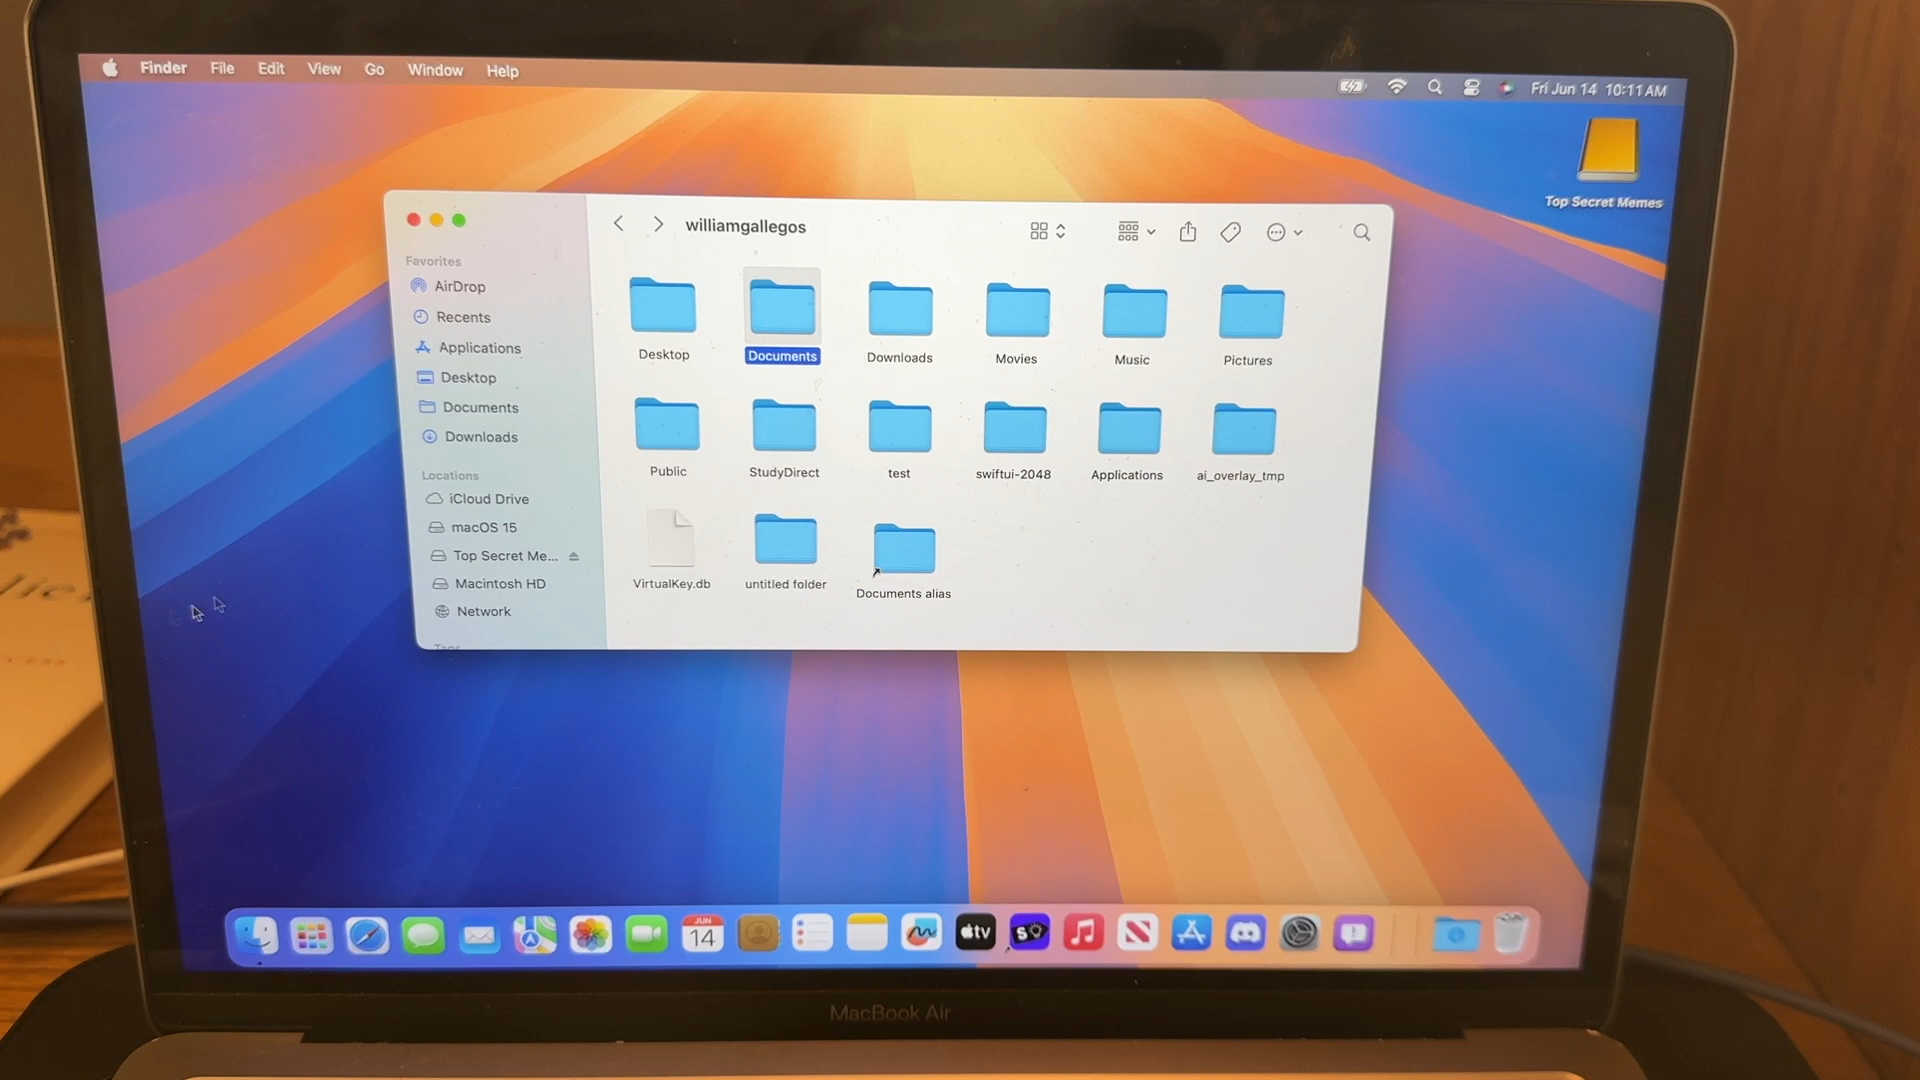 Finder File Edit View Go Window Help
Fri Jun 14 10:11 AM
Top Secret Memes
williamgallegos
Favorites
AirDrop
Recents
Applications
Desktop
Documents
Downloads
Locations
iCloud Drive
macOS 15
Top Secret Me...
Macintosh HD
Network
Tags
Desktop Documents Downloads Movies Music Pictures
Public StudyDirect test swiftui-2048 Applications ai_overlay_tmp
VirtualKey.db untitled folder Documents alias
JUN
14
tv
MacBook Air